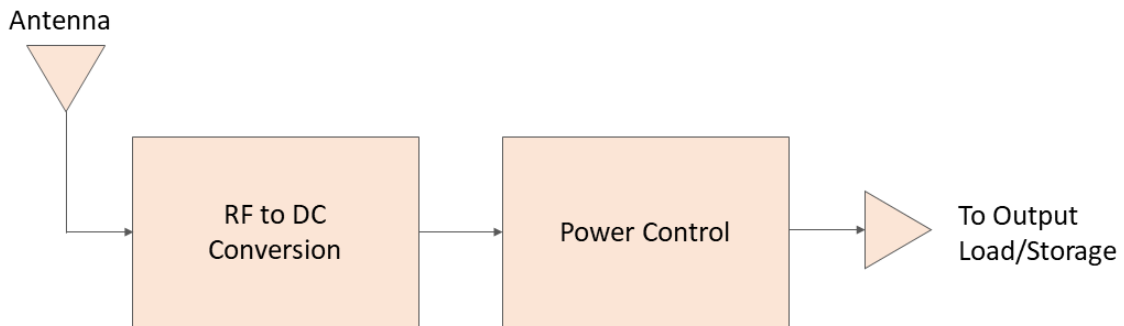 Antenna
RF to DC
Conversion
Power Control
To Output
Load/Storage